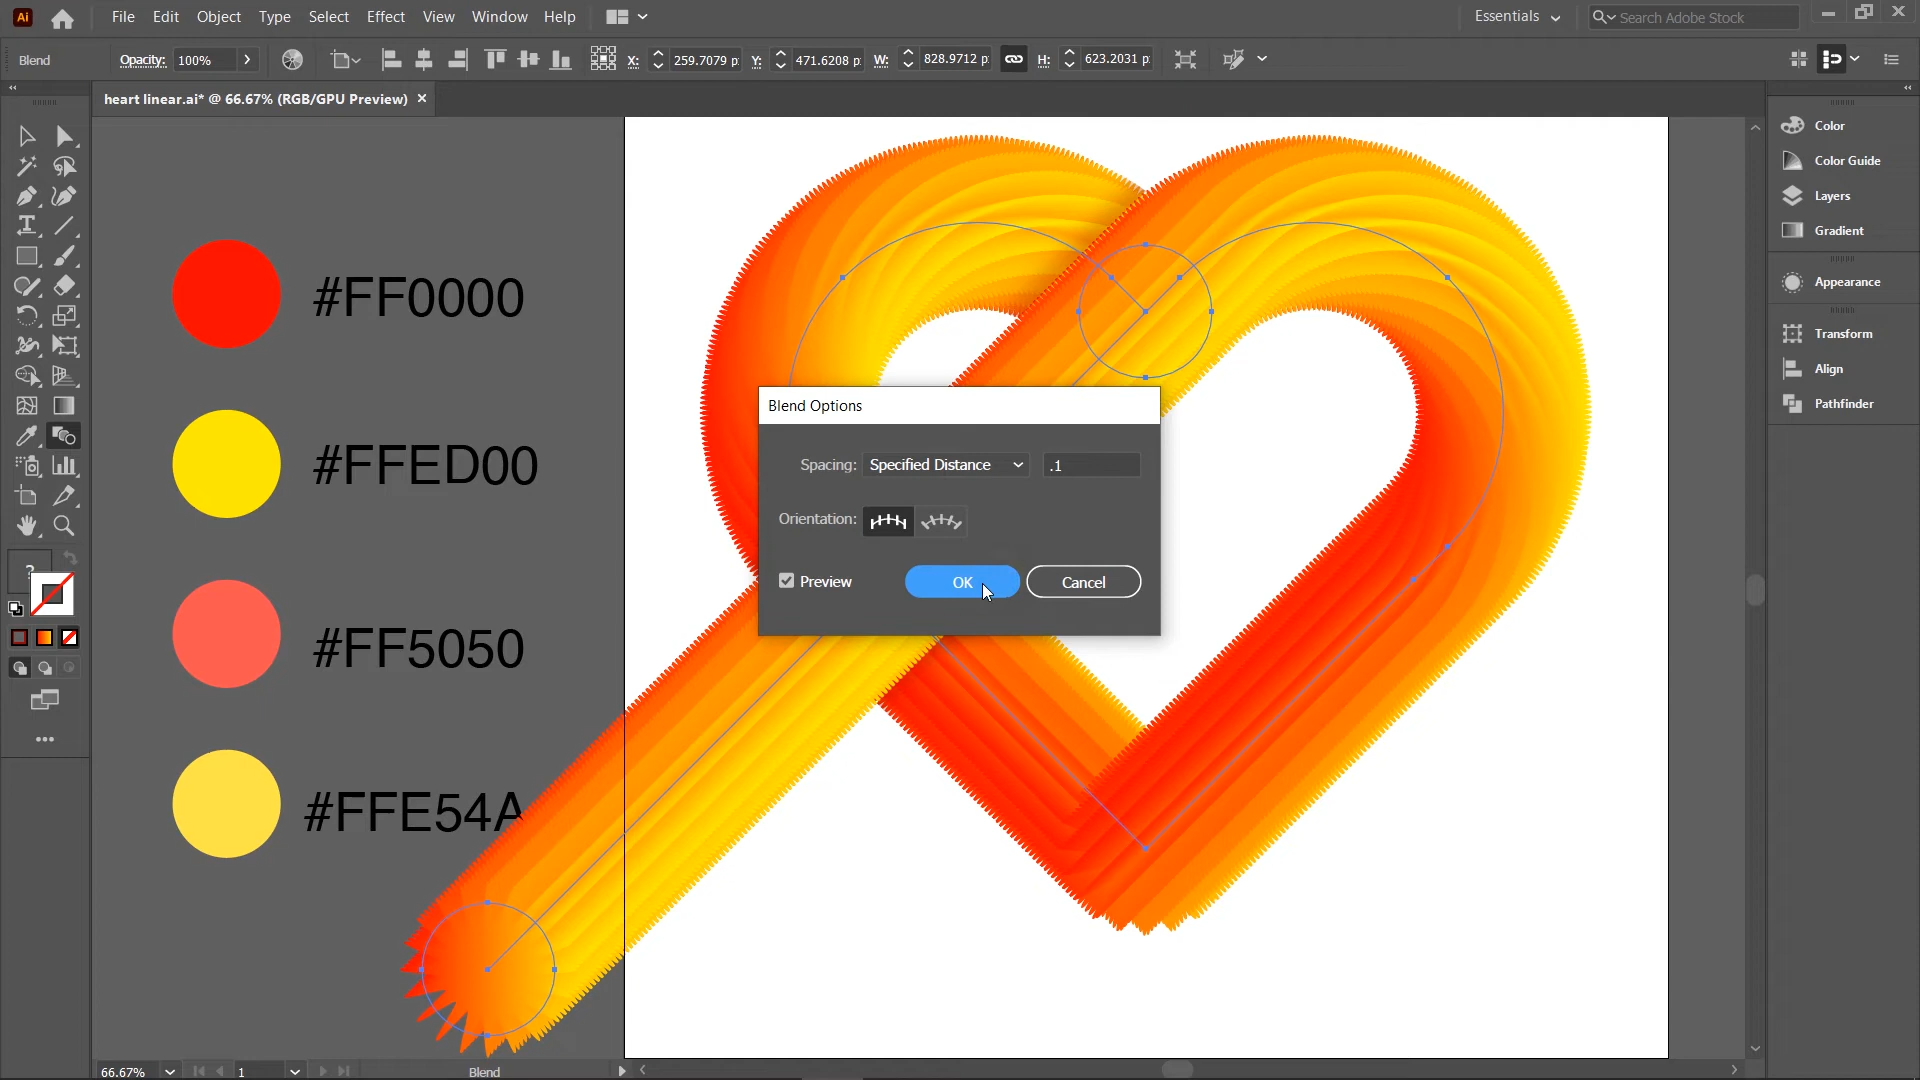 Ai File Edit Object Type Select Effect View Window Help Essentials Search Adobe Stock
Blend Opacity: 100% X: 259.7079 p Y: 471.6208 p W: 828.9712 p H: 623.2031 p
heart linear.ai* @ 66.67% (RGB/GPU Preview) ×
Color
Color Guide
Layers
Gradient
Appearance
Transform
Align
Pathfinder
#FF0000
#FFED00
#FF5050
#FFE54A
Blend Options
Spacing: Specified Distance .1
Orientation:
Preview OK Cancel
?
66.67% 1 Blend